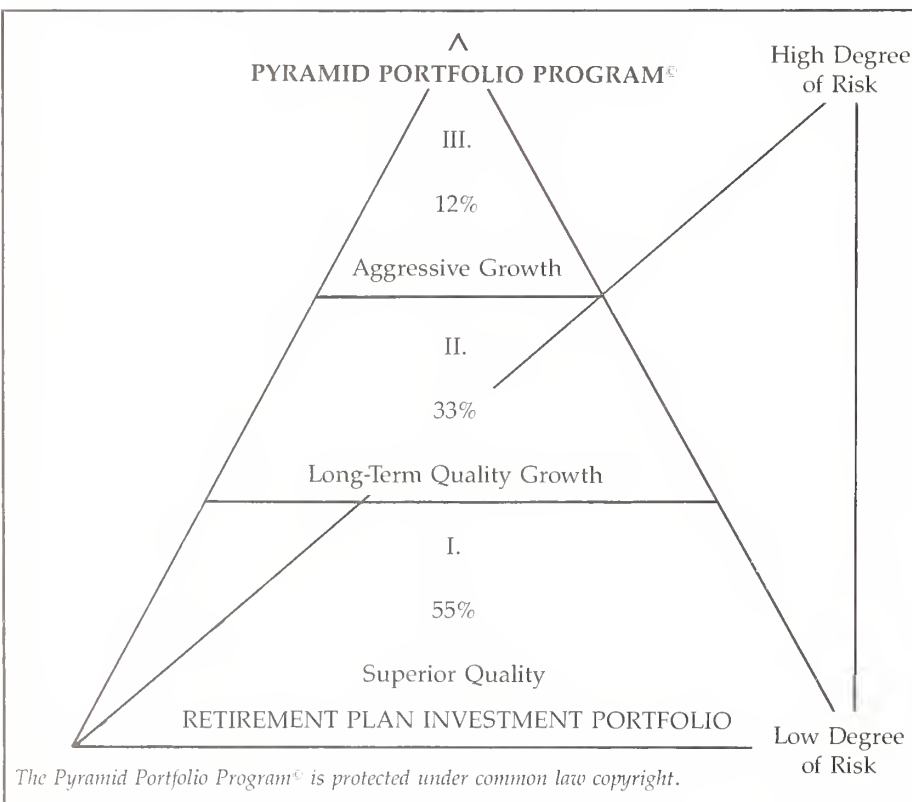 PYRAMID PORTFOLIO PROGRAM©
High Degree
of Risk
III.
12%
Aggressive Growth
II.
33%
Long-Term Quality Growth
I.
55%
Superior Quality
RETIREMENT PLAN INVESTMENT PORTFOLIO
Low Degree
of Risk
The Pyramid Portfolio Program© is protected under common law copyright.